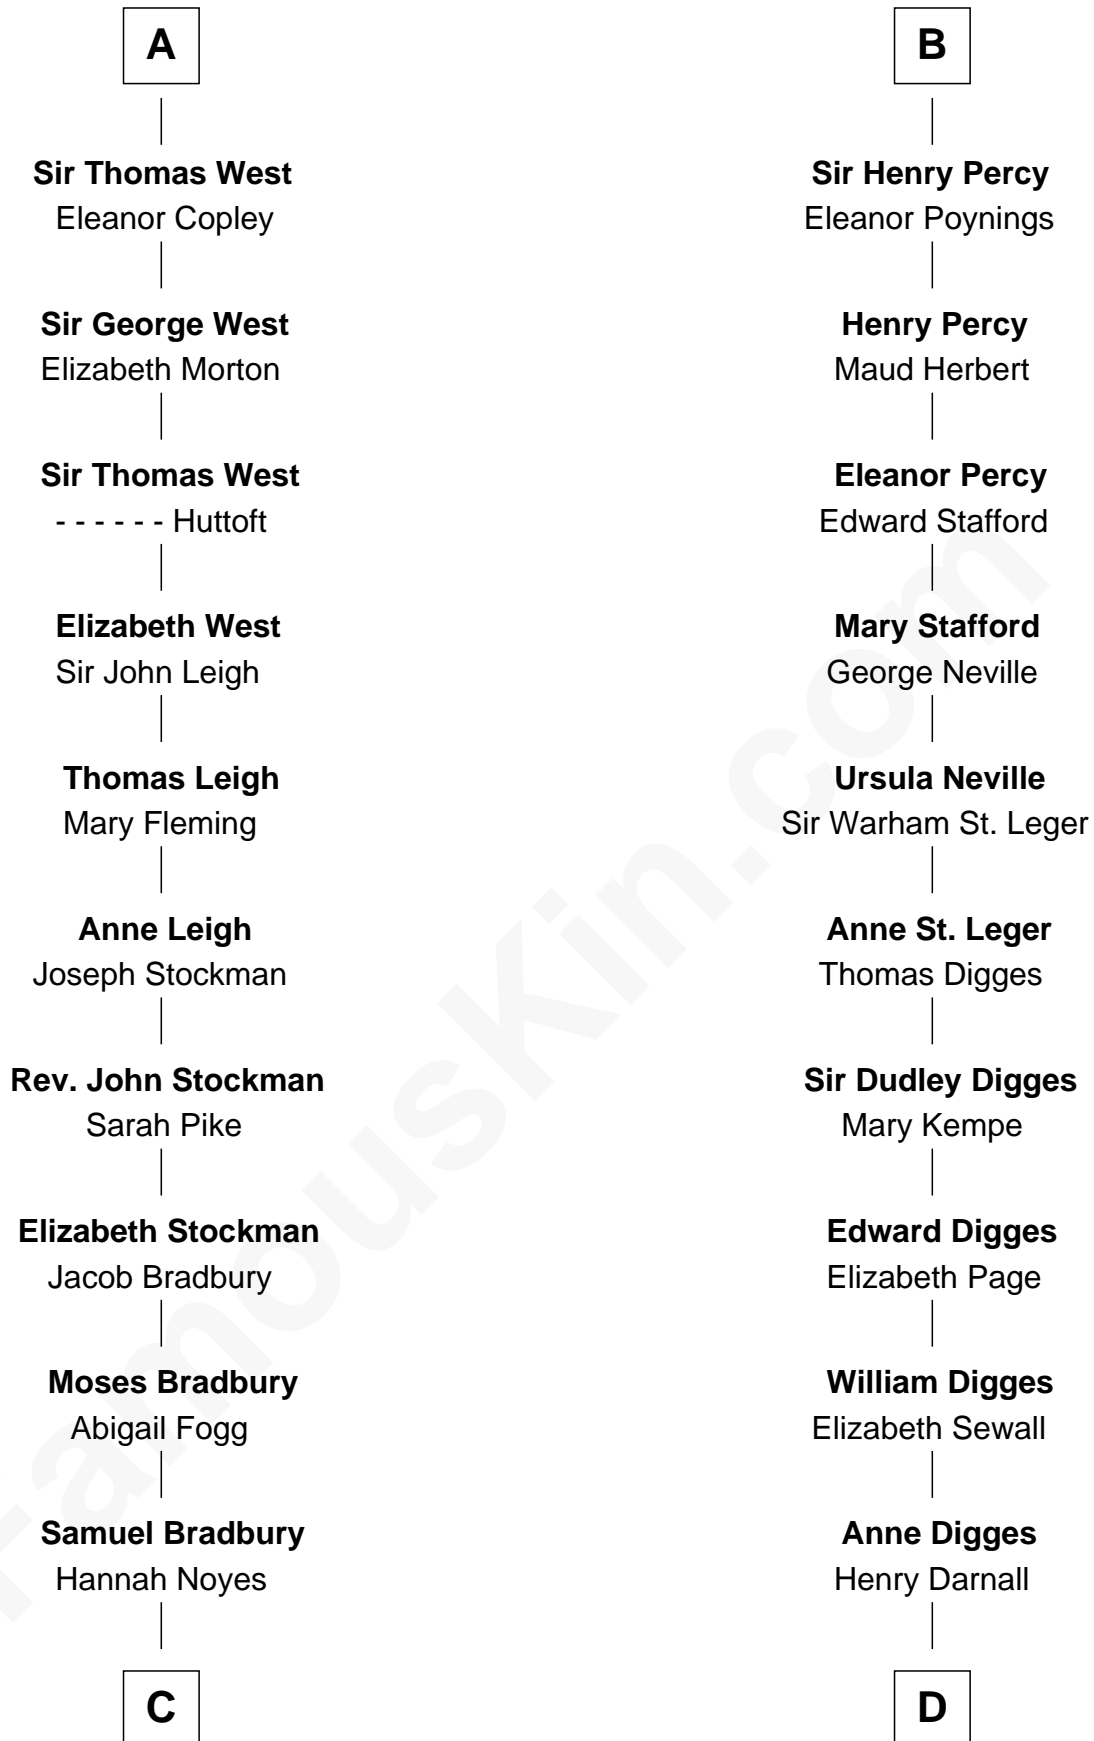 A
Sir Thomas West
Eleanor Copley
Sir George West
Elizabeth Morton
Sir Thomas West
- - - - - - Huttoft
Elizabeth West
Sir John Leigh
Thomas Leigh
Mary Fleming
Anne Leigh
Joseph Stockman
Rev. John Stockman
Sarah Pike
Elizabeth Stockman
Jacob Bradbury
Moses Bradbury
Abigail Fogg
Samuel Bradbury
Hannah Noyes
C
B
Sir Henry Percy
Eleanor Poynings
Henry Percy
Maud Herbert
Eleanor Percy
Edward Stafford
Mary Stafford
George Neville
Ursula Neville
Sir Warham St. Leger
Anne St. Leger
Thomas Digges
Sir Dudley Digges
Mary Kempe
Edward Digges
Elizabeth Page
William Digges
Elizabeth Sewall
Anne Digges
Henry Darnall
D
FamousKin.com